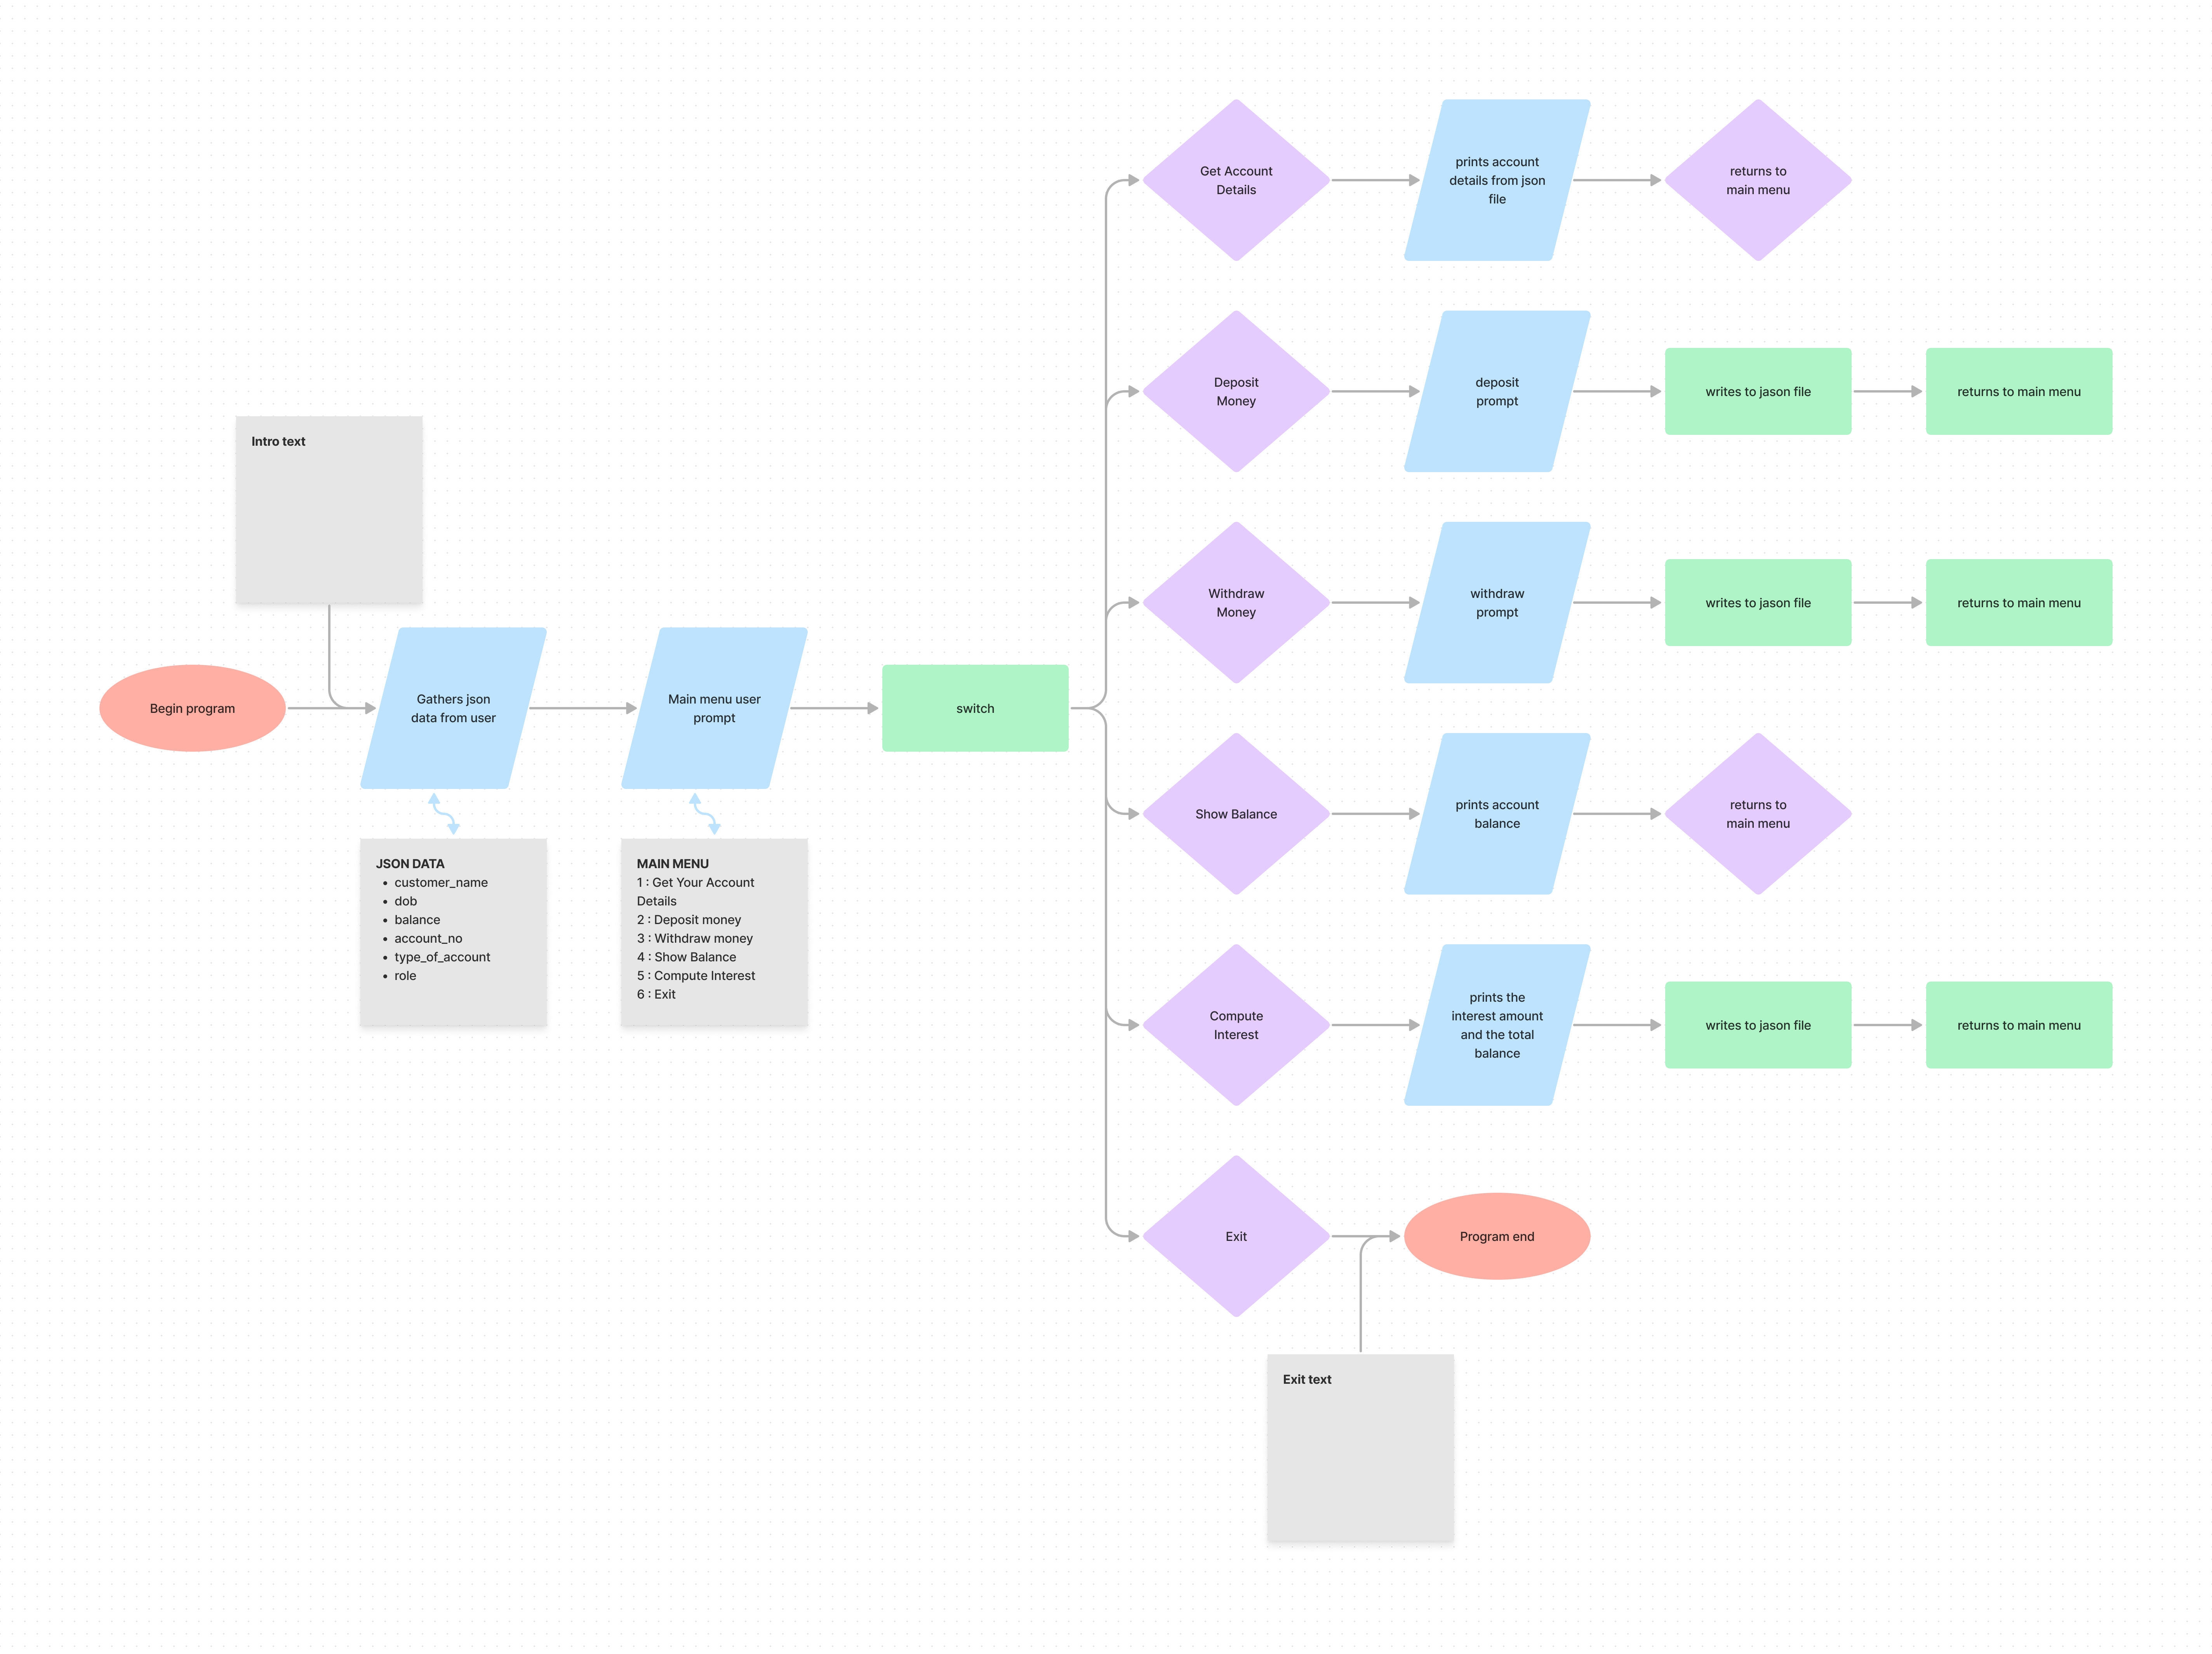 Get Account
Details
prints account
details from json
file
returns to
main menu
Deposit
Money
deposit
prompt
writes to jason file
returns to main menu
Intro text
Withdraw
Money
withdraw
prompt
writes to jason file
returns to main menu
Begin program
Gathers json
data from user
Main menu user
prompt
switch
Show Balance
prints account
balance
returns to
main menu
JSON DATA
• customer_name
• dob
• balance
• account_no
• type_of_account
• role
MAIN MENU
1 : Get Your Account
Details
2 : Deposit money
3 : Withdraw money
4 : Show Balance
5 : Compute Interest
6 : Exit
Compute
Interest
prints the
interest amount
and the total
balance
writes to jason file
returns to main menu
Exit
Program end
Exit text